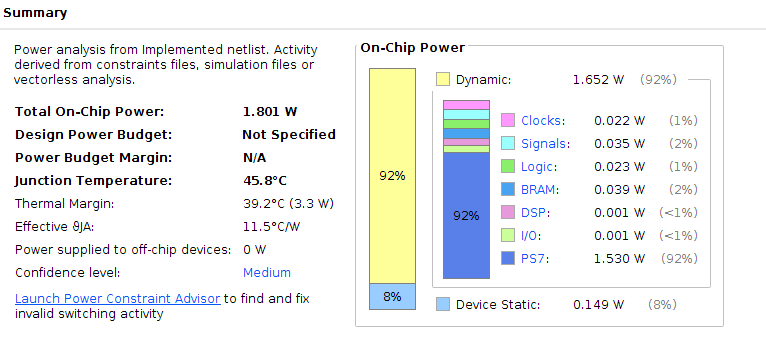 Summary
Power analysis from Implemented netlist. Activity
derived from constraints files, simulation files or
vectorless analysis.
Total On-Chip Power: 1.801 W
Design Power Budget: Not Specified
Power Budget Margin: N/A
Junction Temperature: 45.8°C
Thermal Margin: 39.2°C (3.3 W)
Effective ϑJA: 11.5°C/W
Power supplied to off-chip devices: 0 W
Confidence level: Medium
Launch Power Constraint Advisor to find and fix
invalid switching activity
On-Chip Power
Dynamic: 1.652 W (92%)
Clocks: 0.022 W (1%)
Signals: 0.035 W (2%)
Logic: 0.023 W (1%)
BRAM: 0.039 W (2%)
DSP: 0.001 W (<1%)
I/O: 0.001 W (<1%)
PS7: 1.530 W (92%)
Device Static: 0.149 W (8%)
92%
92%
8%